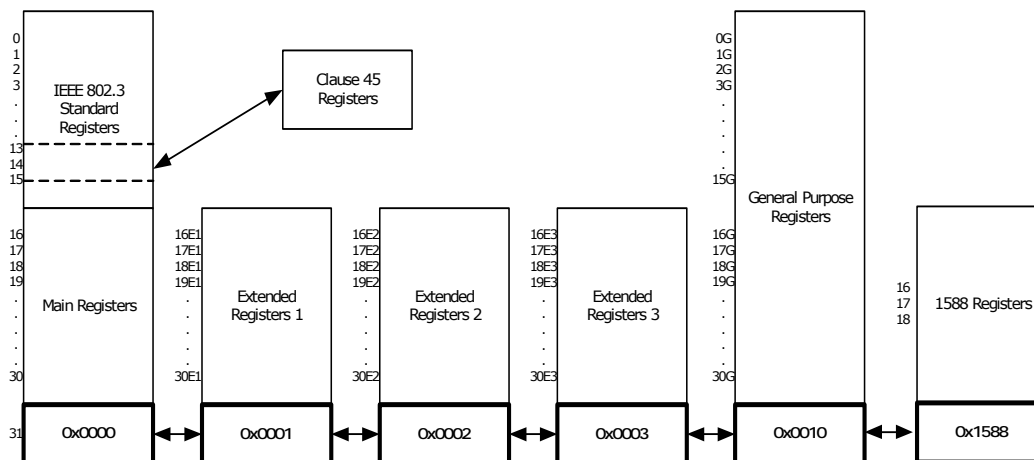 0
1
2
3
.
.
.
13
14
15
IEEE 802.3
Standard
Registers
Clause 45
Registers
16
17
18
19
.
.
.
.
.
30
Main Registers
16E1
17E1
18E1
19E1
.
.
.
.
.
30E1
Extended
Registers 1
16E2
17E2
18E2
19E2
.
.
.
.
.
30E2
Extended
Registers 2
16E3
17E3
18E3
19E3
.
.
.
.
.
30E3
Extended
Registers 3
0G
1G
2G
3G
.
.
.
.
.
15G
16G
17G
18G
19G
.
.
.
.
.
30G
General Purpose
Registers
16
17
18
1588 Registers
31
0x0000
0x0001
0x0002
0x0003
0x0010
0x1588